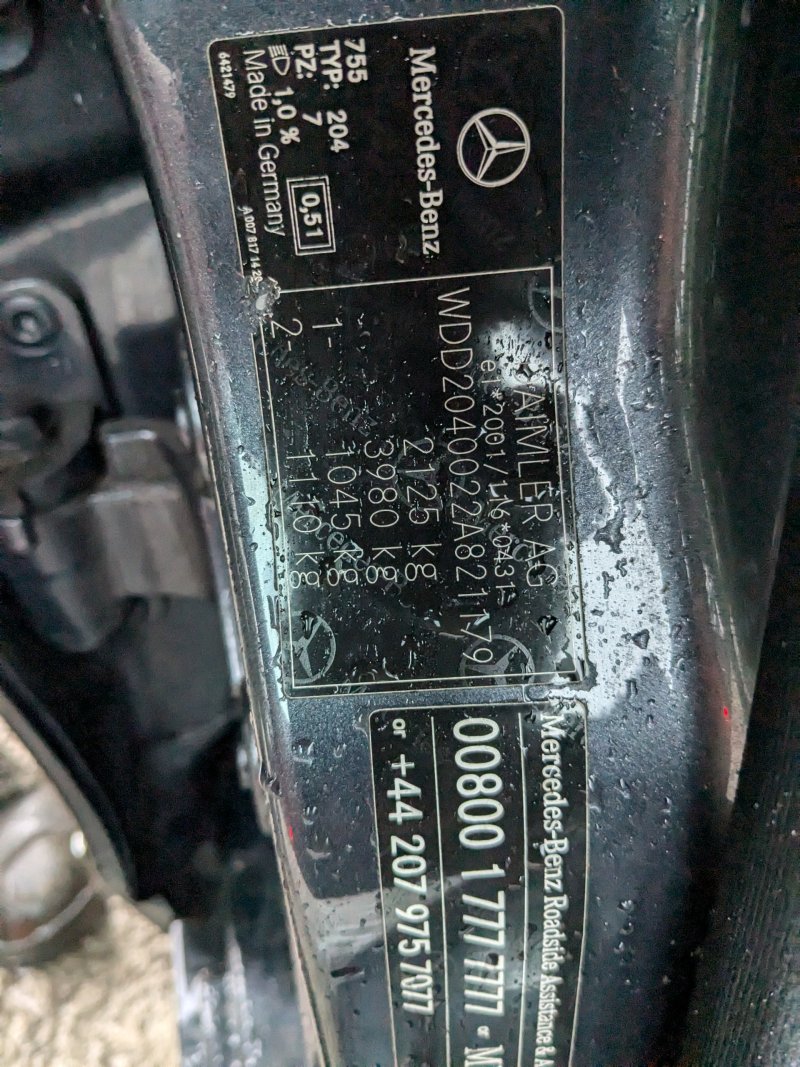 Mercedes-Benz
755
TYP: 204
PZ: 7
1,0 %
0,51
Made in Germany
6421479
DAIMLER AG
e1*2001/116*0431
WDD2040022A821179
2125 kg
3980 kg
1- 1045 kg
2- 1110 kg
Mercedes-Benz Roadside Assistance &
00800 1 777 7777
or +44 207 975 7077